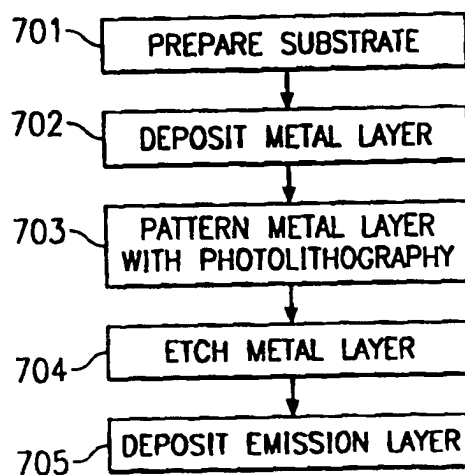 701
PREPARE SUBSTRATE
702
DEPOSIT METAL LAYER
703
PATTERN METAL LAYER
WITH PHOTOLITHOGRAPHY
704
ETCH METAL LAYER
705
DEPOSIT EMISSION LAYER